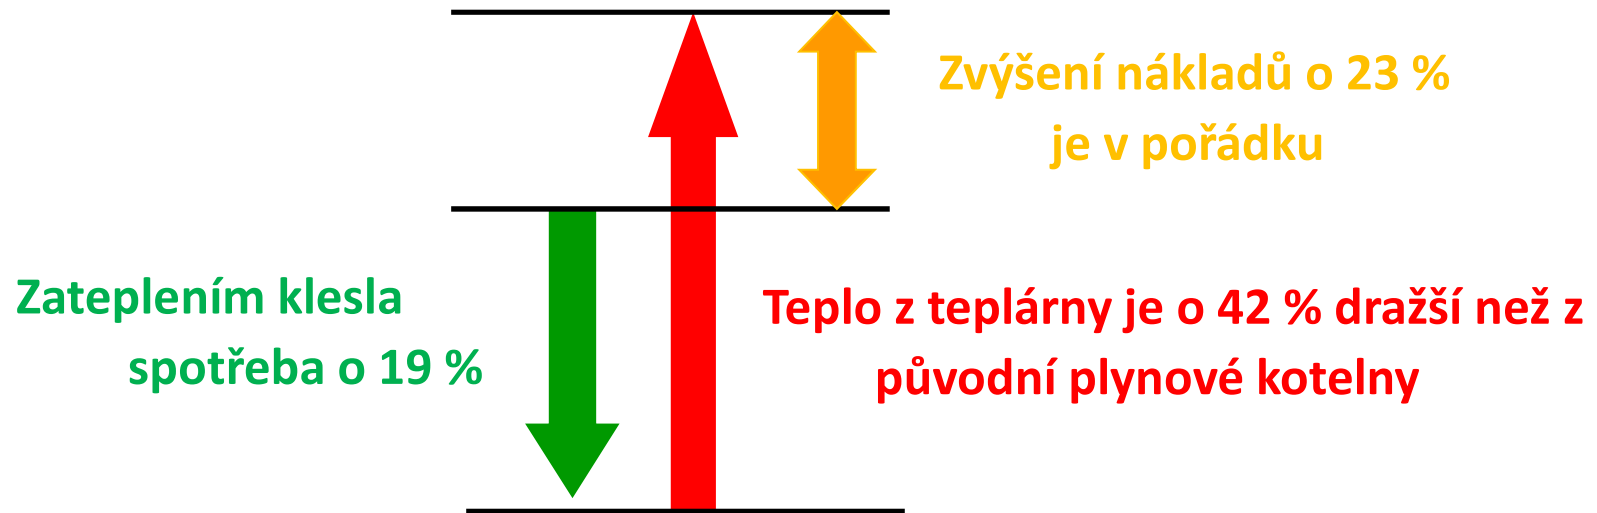 Zvýšení nákladů o 23 %
je v pořádku
Zateplením klesla
spotřeba o 19 %
Teplo z teplárny je o 42 % dražší než z
původní plynové kotelny